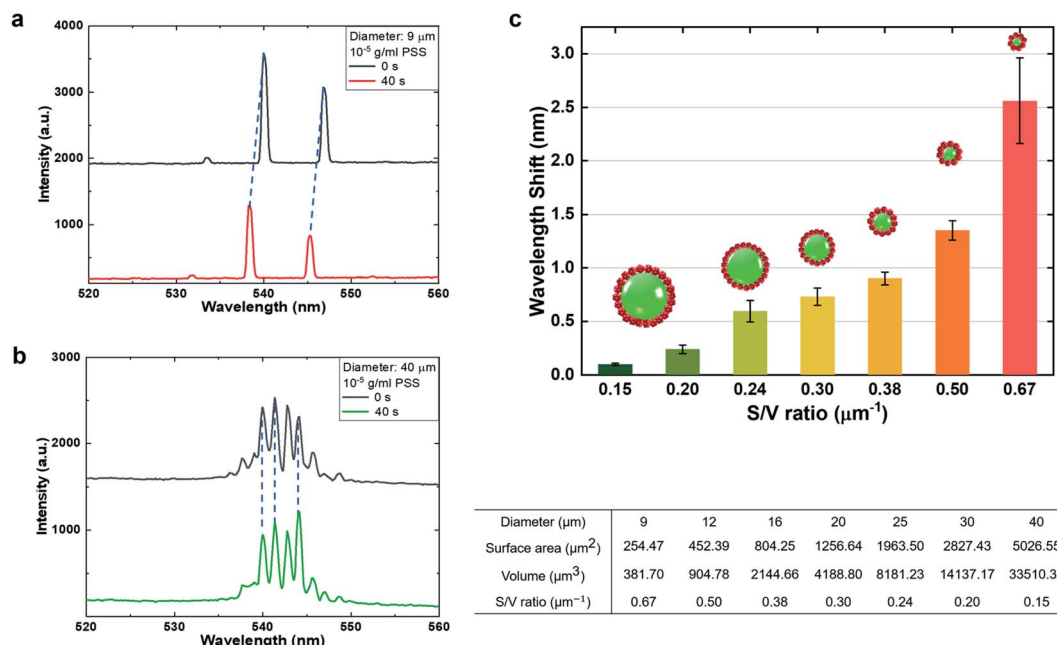 a
4000
3000
2000
1000
Intensity (a.u.)
Diameter: 9 μm
10⁻⁵ g/ml PSS
0 s
40 s
520 530 540 550 560
Wavelength (nm)
b
3000
2000
1000
Intensity (a.u.)
Diameter: 40 μm
10⁻⁵ g/ml PSS
0 s
40 s
520 530 540 550 560
Wavelength (nm)
c
3.0
2.5
2.0
1.5
1.0
0.5
0.0
Wavelength Shift (nm)
0.15 0.20 0.24 0.30 0.38 0.50 0.67
S/V ratio (μm⁻¹)
Diameter (μm) 9 12 16 20 25 30 40
Surface area (μm²) 254.47 452.39 804.25 1256.64 1963.50 2827.43 5026.55
Volume (μm³) 381.70 904.78 2144.66 4188.80 8181.23 14137.17 33510.3
S/V ratio (μm⁻¹) 0.67 0.50 0.38 0.30 0.24 0.20 0.15